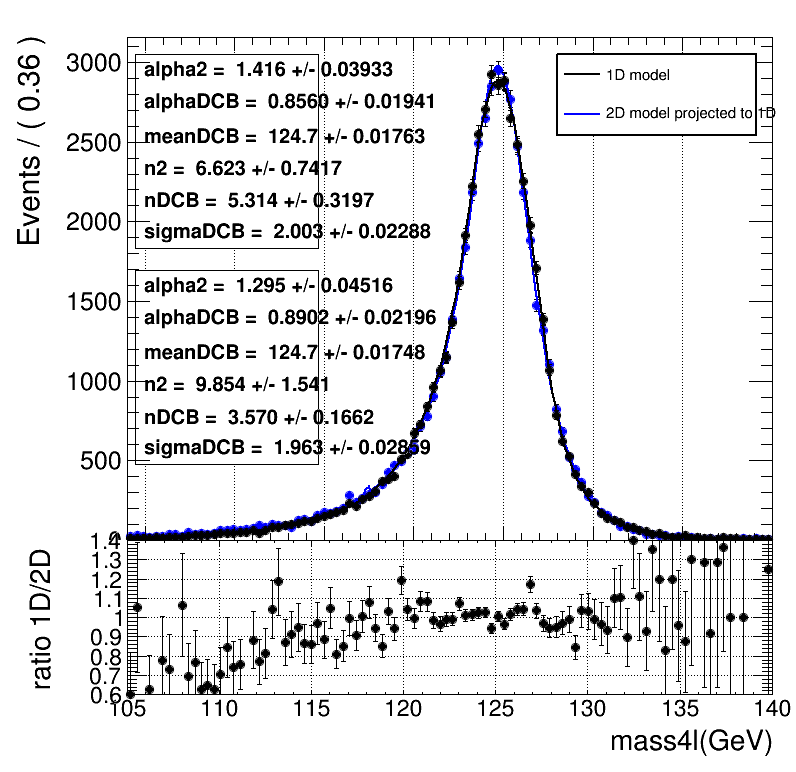 Events / ( 0.36 )
3000
2500
2000
1500
1000
500
0
alpha2 = 1.416 +/- 0.03933
alphaDCB = 0.8560 +/- 0.01941
meanDCB = 124.7 +/- 0.01763
n2 = 6.623 +/- 0.7417
nDCB = 5.314 +/- 0.3197
sigmaDCB = 2.003 +/- 0.02288
alpha2 = 1.295 +/- 0.04516
alphaDCB = 0.8902 +/- 0.02196
meanDCB = 124.7 +/- 0.01748
n2 = 9.854 +/- 1.541
nDCB = 3.570 +/- 0.1662
sigmaDCB = 1.963 +/- 0.02859
1D model
2D model projected to 1D
ratio 1D/2D
1.4
1.3
1.2
1.1
1
0.9
0.8
0.7
0.6
105 110 115 120 125 130 135 140
mass4l(GeV)